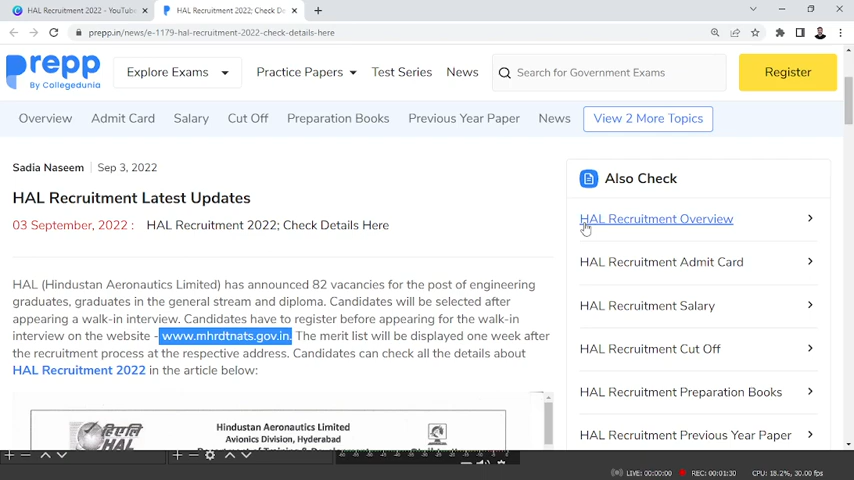 HAL Recruitment 2022 - YouTube
HAL Recruitment 2022; Check De
prepp.in/news/e-1179-hal-recruitment-2022-check-details-here
prepp
By Collegedunia
Explore Exams
Practice Papers
Test Series
News
Search for Government Exams
Register
Overview
Admit Card
Salary
Cut Off
Preparation Books
Previous Year Paper
News
View 2 More Topics
Sadia Naseem | Sep 3, 2022
HAL Recruitment Latest Updates
03 September, 2022 : HAL Recruitment 2022; Check Details Here
HAL (Hindustan Aeronautics Limited) has announced 82 vacancies for the post of engineering
graduates, graduates in the general stream and diploma. Candidates will be selected after
appearing a walk-in interview. Candidates have to register before appearing for the walk-in
interview on the website - www.mhrdtnats.gov.in. The merit list will be displayed one week after
the recruitment process at the respective address. Candidates can check all the details about
HAL Recruitment 2022 in the article below:
एचएएल
HAL
Hindustan Aeronautics Limited
Avionics Division, Hyderabad
Also Check
HAL Recruitment Overview
HAL Recruitment Admit Card
HAL Recruitment Salary
HAL Recruitment Cut Off
HAL Recruitment Preparation Books
HAL Recruitment Previous Year Paper
LIVE: 00:00:00
REC: 00:01:30
CPU: 18.2%, 30.00 fps